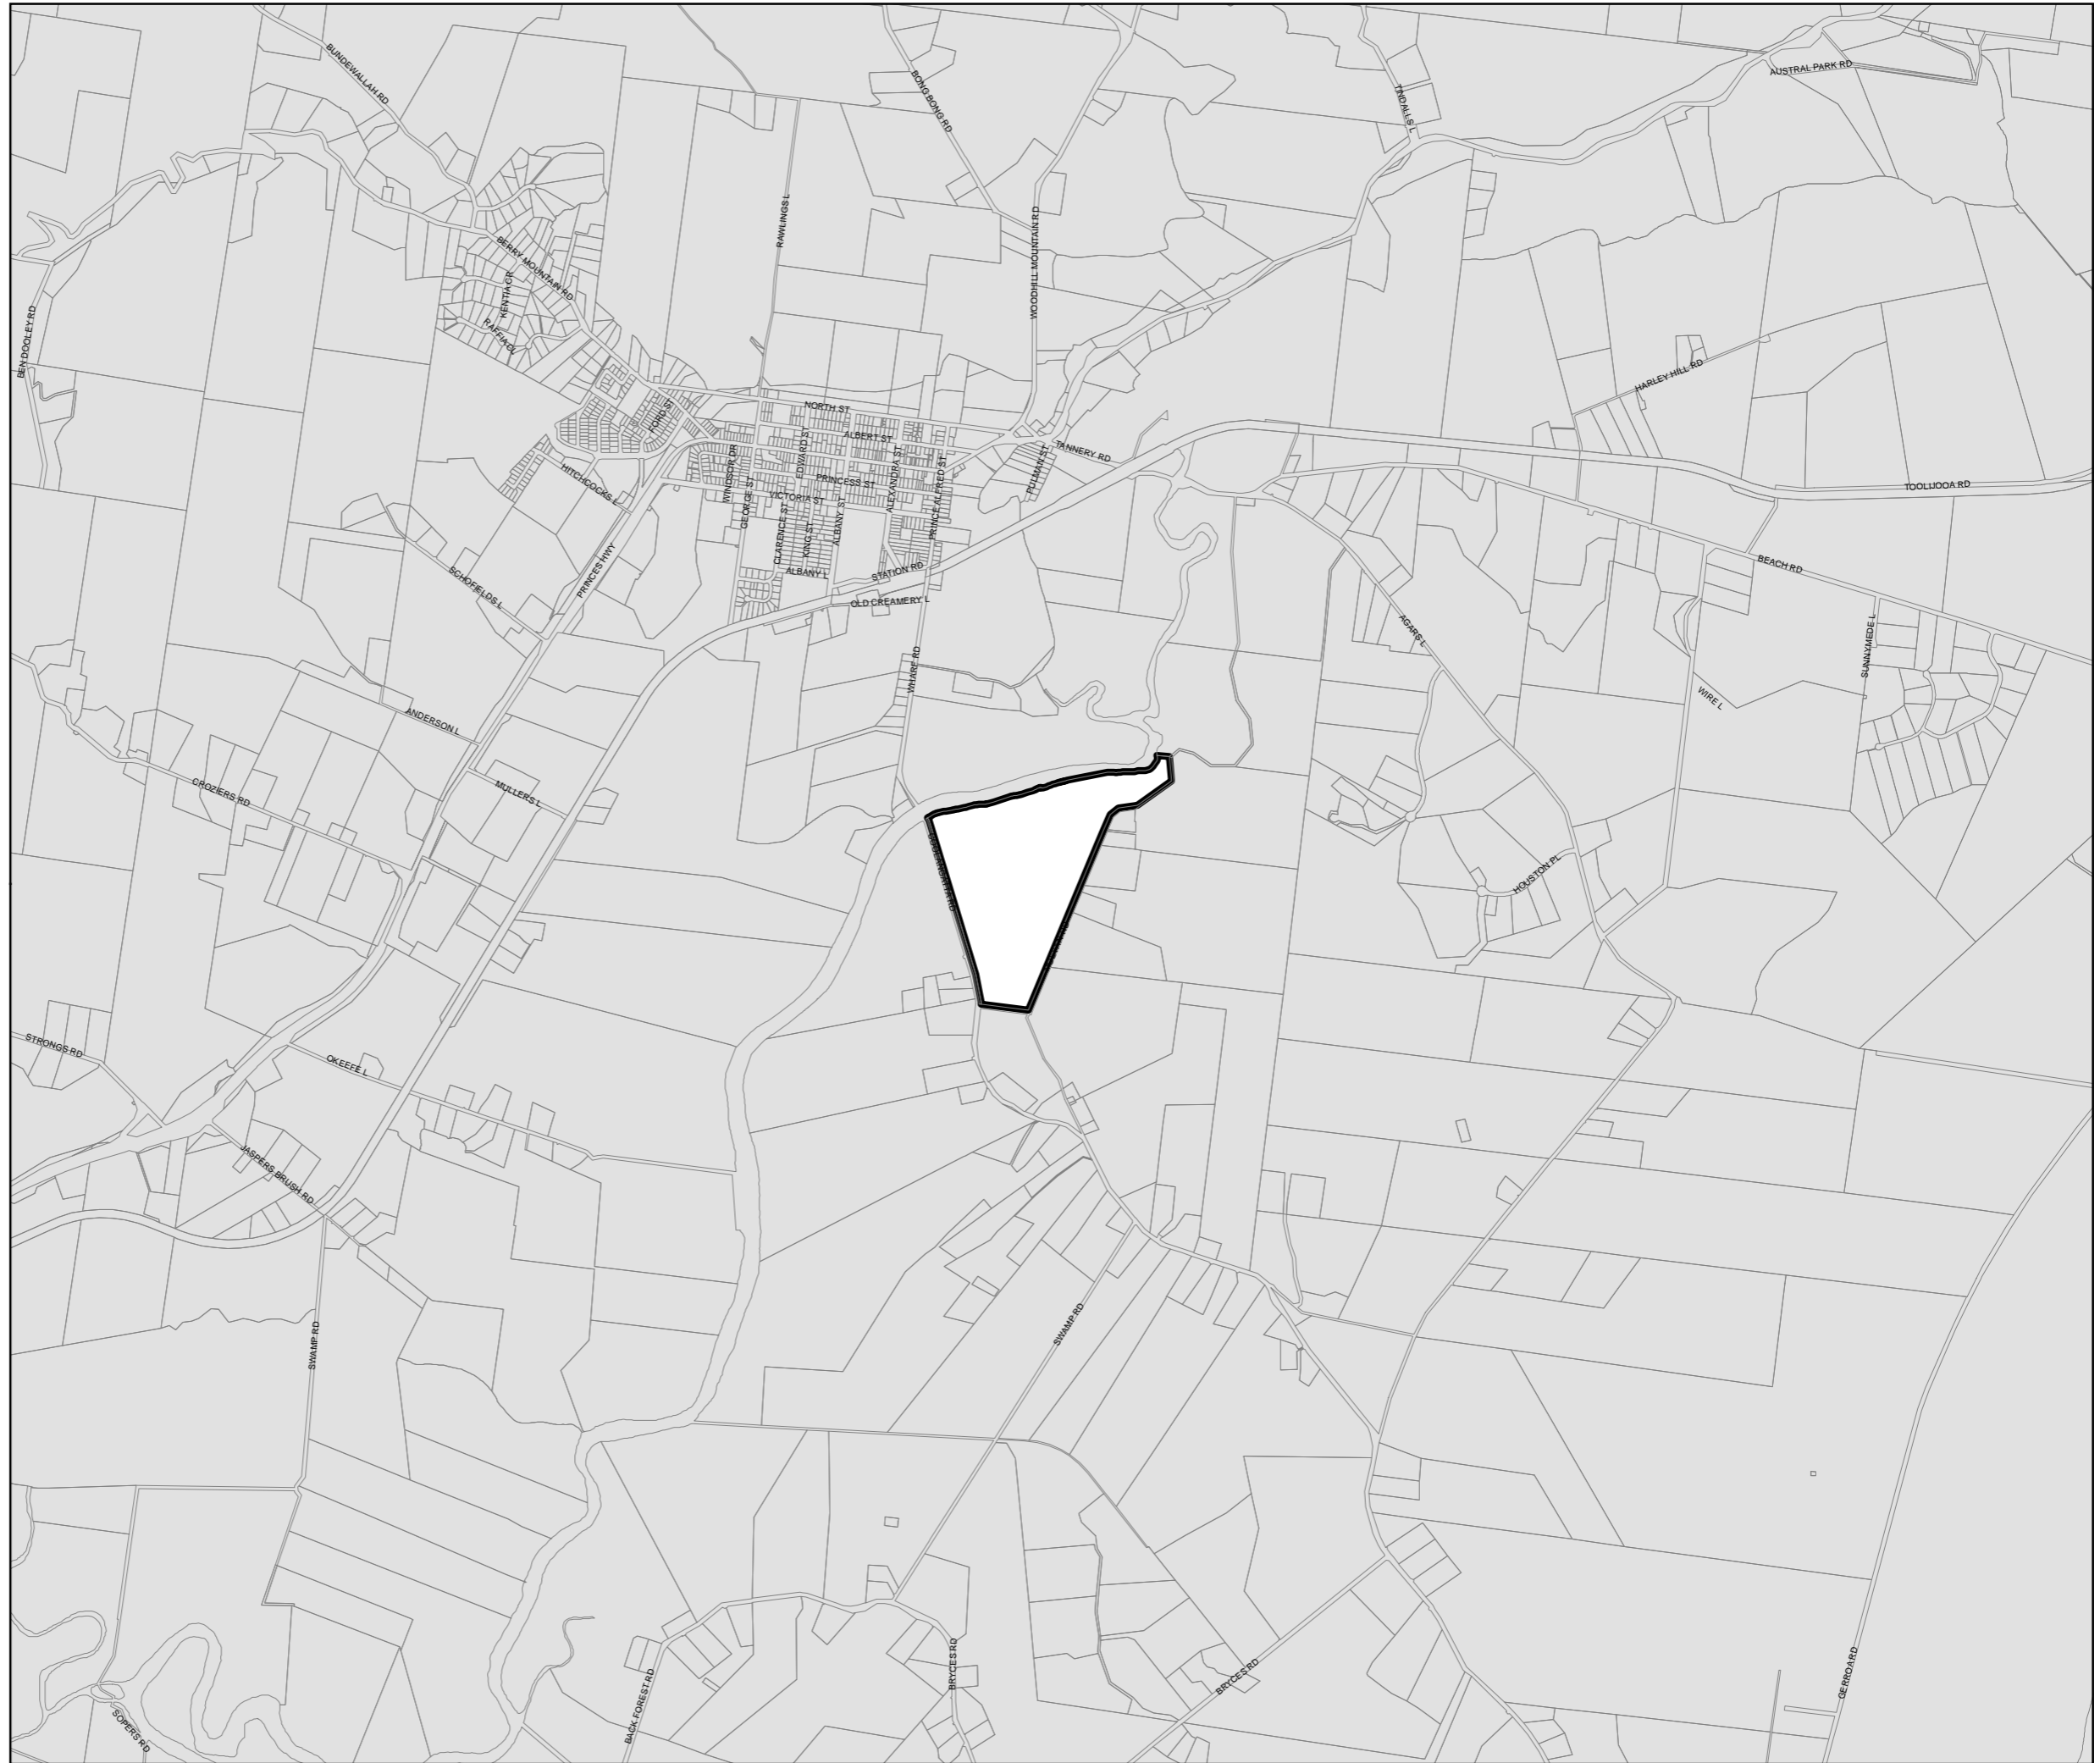 BUNDEWALLAH RD
BONG BONG RD
TINDALLS L
AUSTRAL PARK RD
RAWLINGS L
WOODHILL MOUNTAIN RD
BERRY MOUNTAIN RD
KENTIA CR
RAFFIA CL
BEN DOOLEY RD
HARLEY HILL RD
NORTH ST
FORD ST
ALBERT ST
EDWARD ST
ALEXANDRA ST
TANNERY RD
PULMAN ST
WINDSOR DR
PRINCESS ST
PRINCE ALFRED ST
HITCHCOCKS L
VICTORIA ST
GEORGE ST
TOOLIJOOA RD
CLARENCE ST
KING ST
ALBANY ST
PRINCES HWY
SCHOFIELDS L
ALBANY L
STATION RD
BEACH RD
OLD CREAMERY L
AGARS L
SUNNYMEDE L
WHARF RD
WIRE L
ANDERSON L
CROZIERS RD
MULLERS L
HOUSTON PL
STRONGS RD
OKEEFE L
JASPERS BRUSH RD
SWAMP RD
SWAMP RD
BRYCES RD
BRYCES RD
BACK FOREST RD
GERROA RD
SOPERS RD